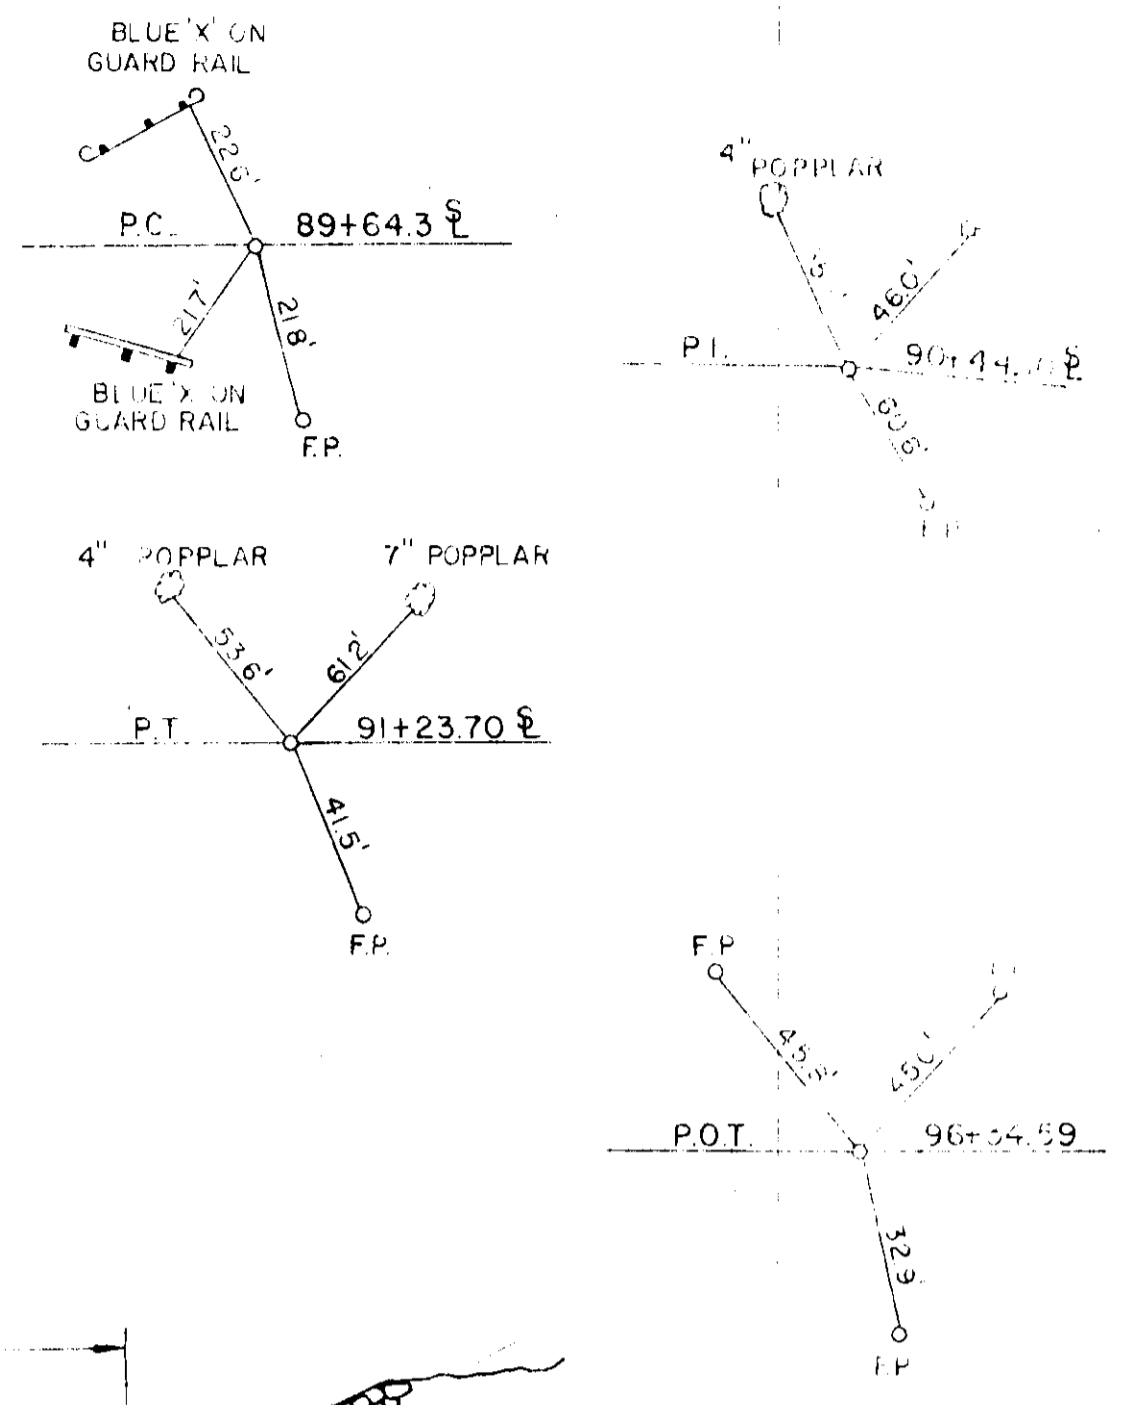 BLUE 'X' ON
GUARD RAIL
22.6'
P.C.
89+64.3 ⅊
21.7'
21.8'
BLUE 'X' ON
GUARD RAIL
F.P.
4" POPPLAR
46.0'
P.I.
60.6'
F.P.
4" POPPLAR
7" POPPLAR
53.6'
61.2'
P.T.
91+23.70 ⅊
41.5'
F.P.
F.P.
45.0'
P.O.T.
32.9'
F.P.